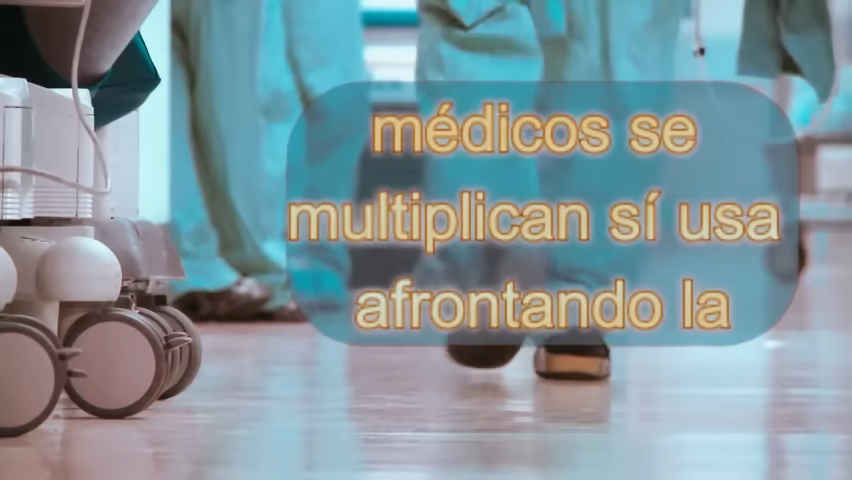 médicos se
multiplican sí usa
afrontando la